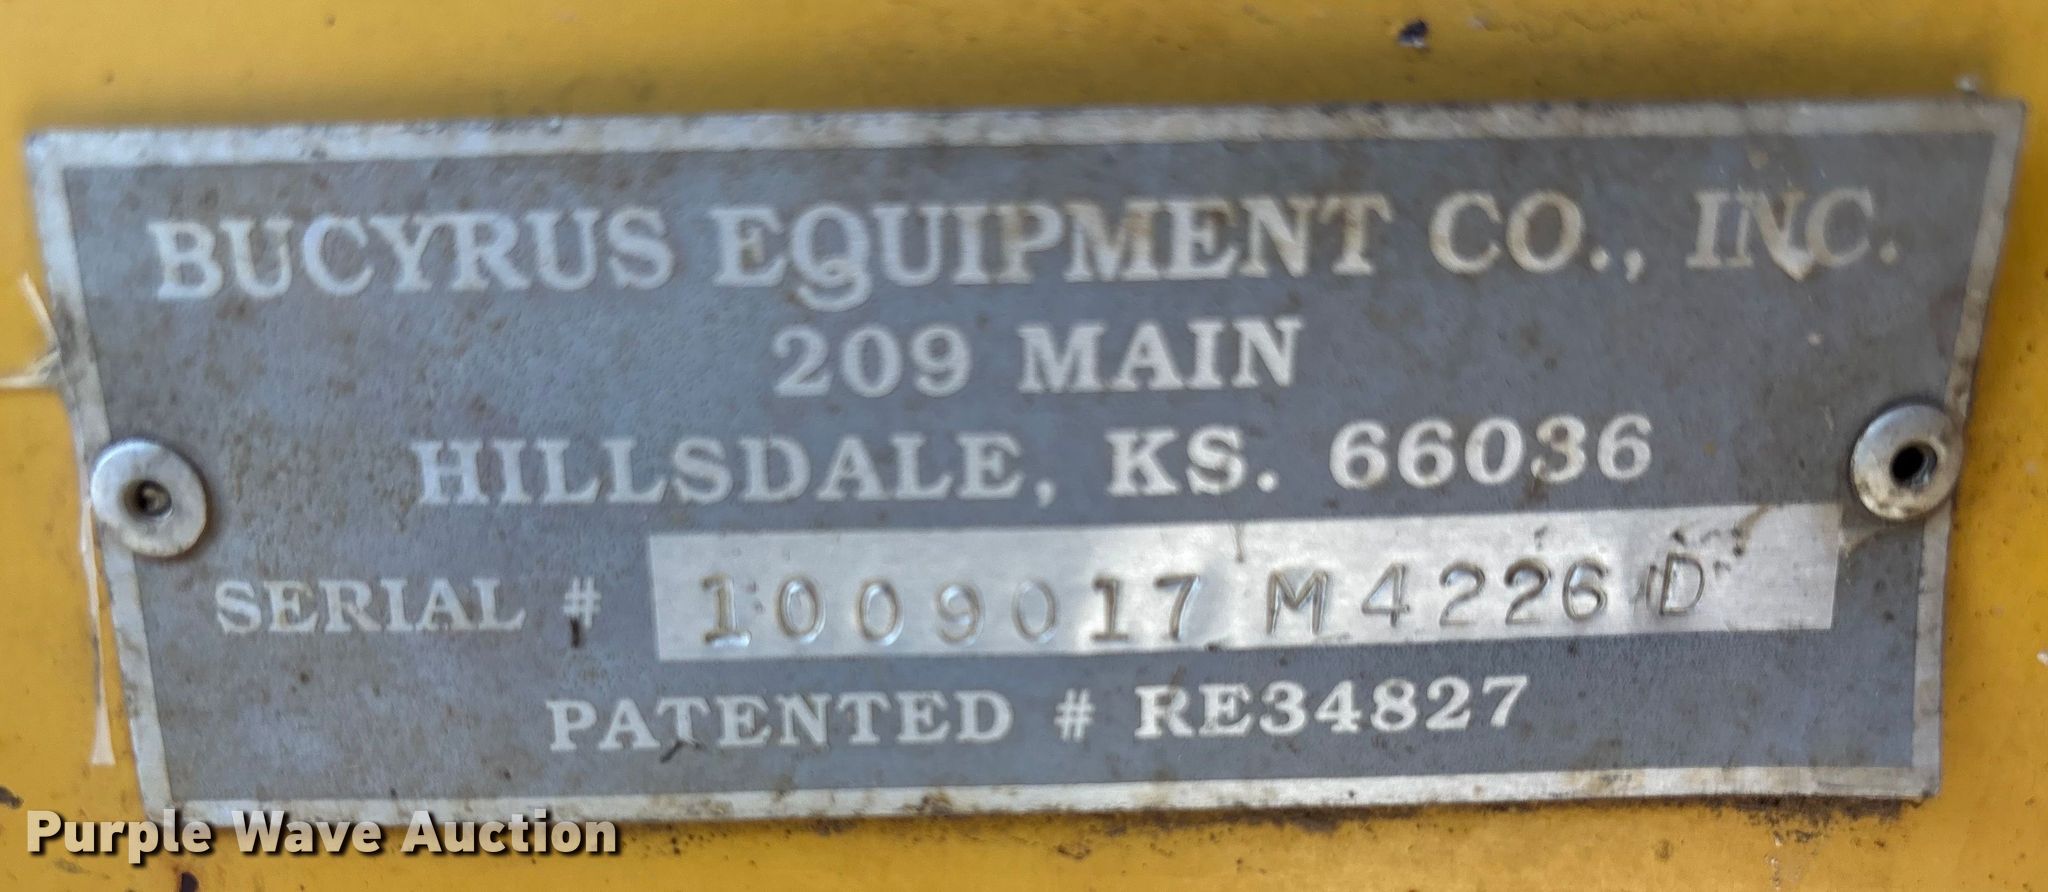 BUCYRUS EQUIPMENT CO., INC.
209 MAIN
HILLSDALE, KS. 66036
SERIAL # 1009017 M4226D
PATENTED # RE34827
Purple Wave Auction